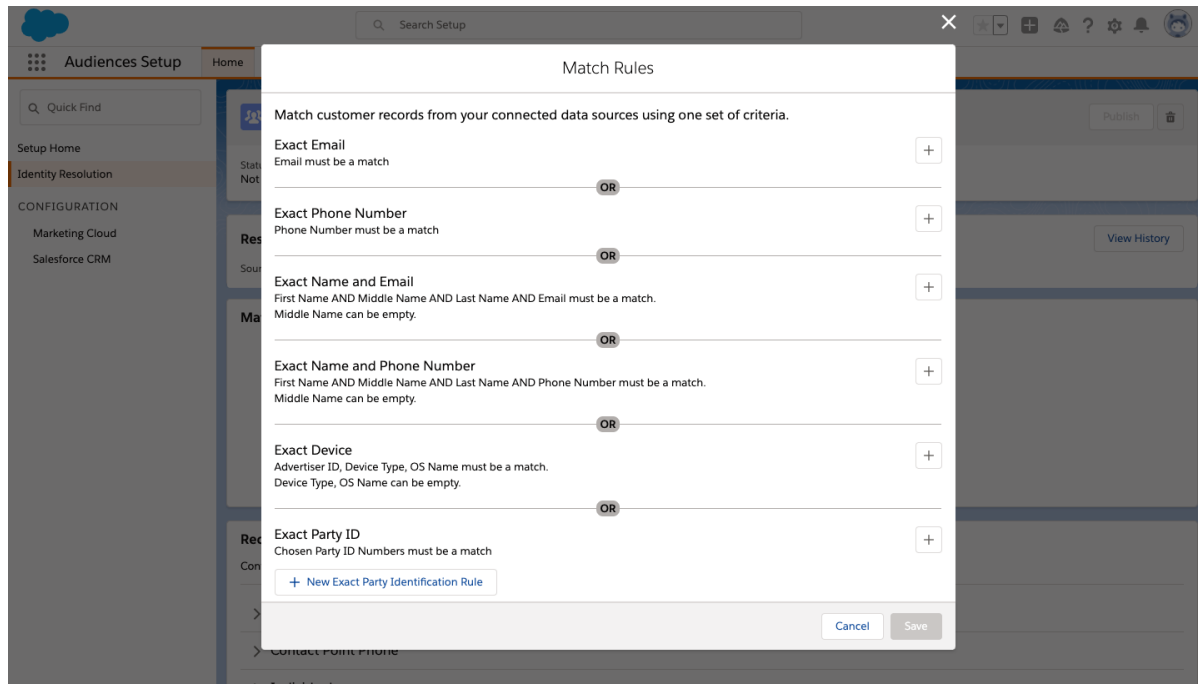 Search Setup
Audiences Setup
Home
Quick Find
Setup Home
Identity Resolution
CONFIGURATION
Marketing Cloud
Salesforce CRM
Publish
Not
View History
Match Rules
Match customer records from your connected data sources using one set of criteria.
Exact Email
Email must be a match
OR
Exact Phone Number
Phone Number must be a match
OR
Exact Name and Email
First Name AND Middle Name AND Last Name AND Email must be a match.
Middle Name can be empty.
OR
Exact Name and Phone Number
First Name AND Middle Name AND Last Name AND Phone Number must be a match.
Middle Name can be empty.
OR
Exact Device
Advertiser ID, Device Type, OS Name must be a match.
Device Type, OS Name can be empty.
OR
Exact Party ID
Chosen Party ID Numbers must be a match
+ New Exact Party Identification Rule
Cancel
Save
Contact Point Phone